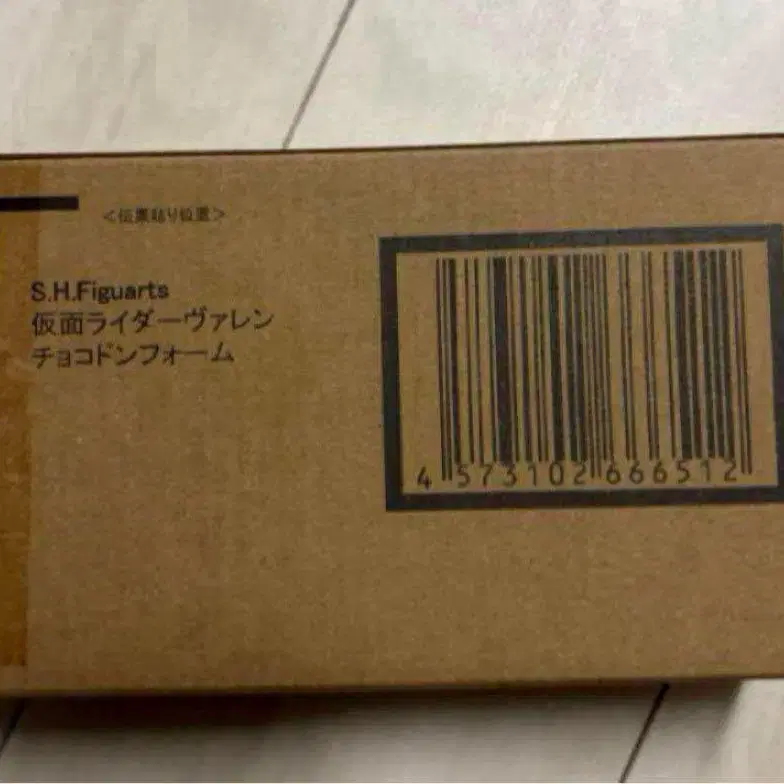 <伝票貼り位置>
S.H.Figuarts
仮面ライダーヴァレン
チョコドンフォーム
4 573102 666512